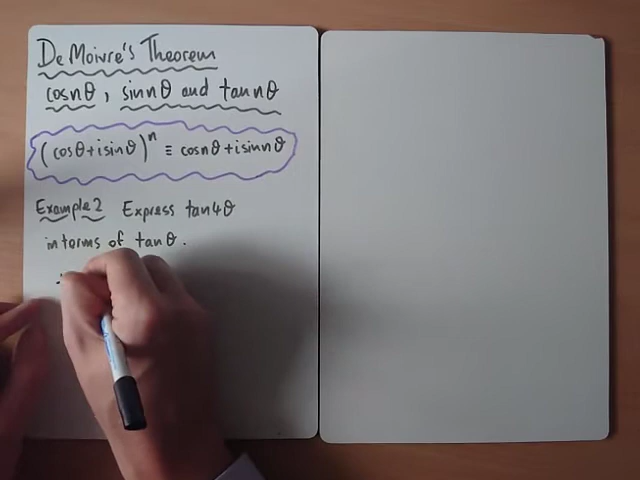 De Moivre's Theorem
cosnθ, sinnθ and tannθ
(cosθ+isinθ)ⁿ ≡ cosnθ+isinnθ
Example 2 Express tan4θ
in terms of tanθ.